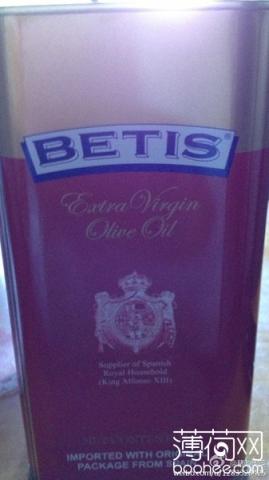 BETIS®
Extra Virgin
Olive Oil
Supplier of Spanish
Royal Household
(King Alfonso XIII)
IMPORTED WITH
PACKAGE FROM
薄荷网
boohee.com